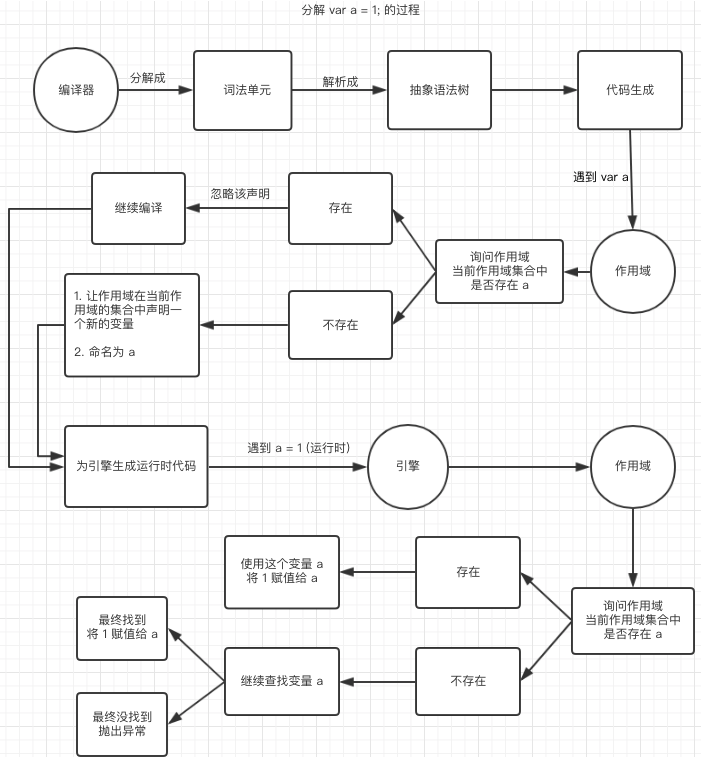 分解 var a = 1; 的过程
编译器
分解成
词法单元
解析成
抽象语法树
代码生成
遇到 var a
继续编译
忽略该声明
存在
询问作用域
当前作用域集合中
是否存在 a
作用域
1. 让作用域在当前作
用域的集合中声明一
个新的变量
2. 命名为 a
不存在
为引擎生成运行时代码
遇到 a = 1 (运行时)
引擎
作用域
使用这个变量 a
将 1 赋值给 a
存在
询问作用域
当前作用域集合中
是否存在 a
最终找到
将 1 赋值给 a
继续查找变量 a
不存在
最终没找到
抛出异常